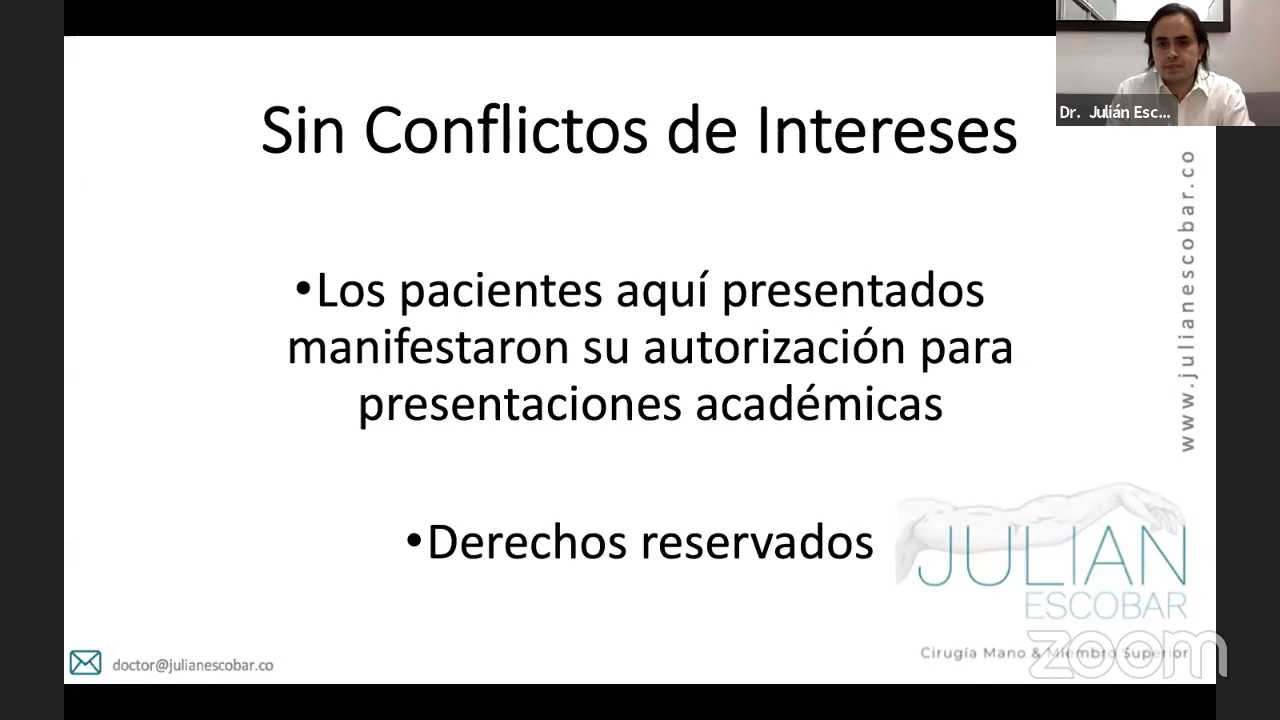 Sin Conflictos de Intereses
Dr. Julián Esc...
•Los pacientes aquí presentados
manifestaron su autorización para
presentaciones académicas
•Derechos reservados
www.julianescobar.co
JULIAN
ESCOBAR
Cirugía Mano & Miembro Superior
zoom
doctor@julianescobar.co